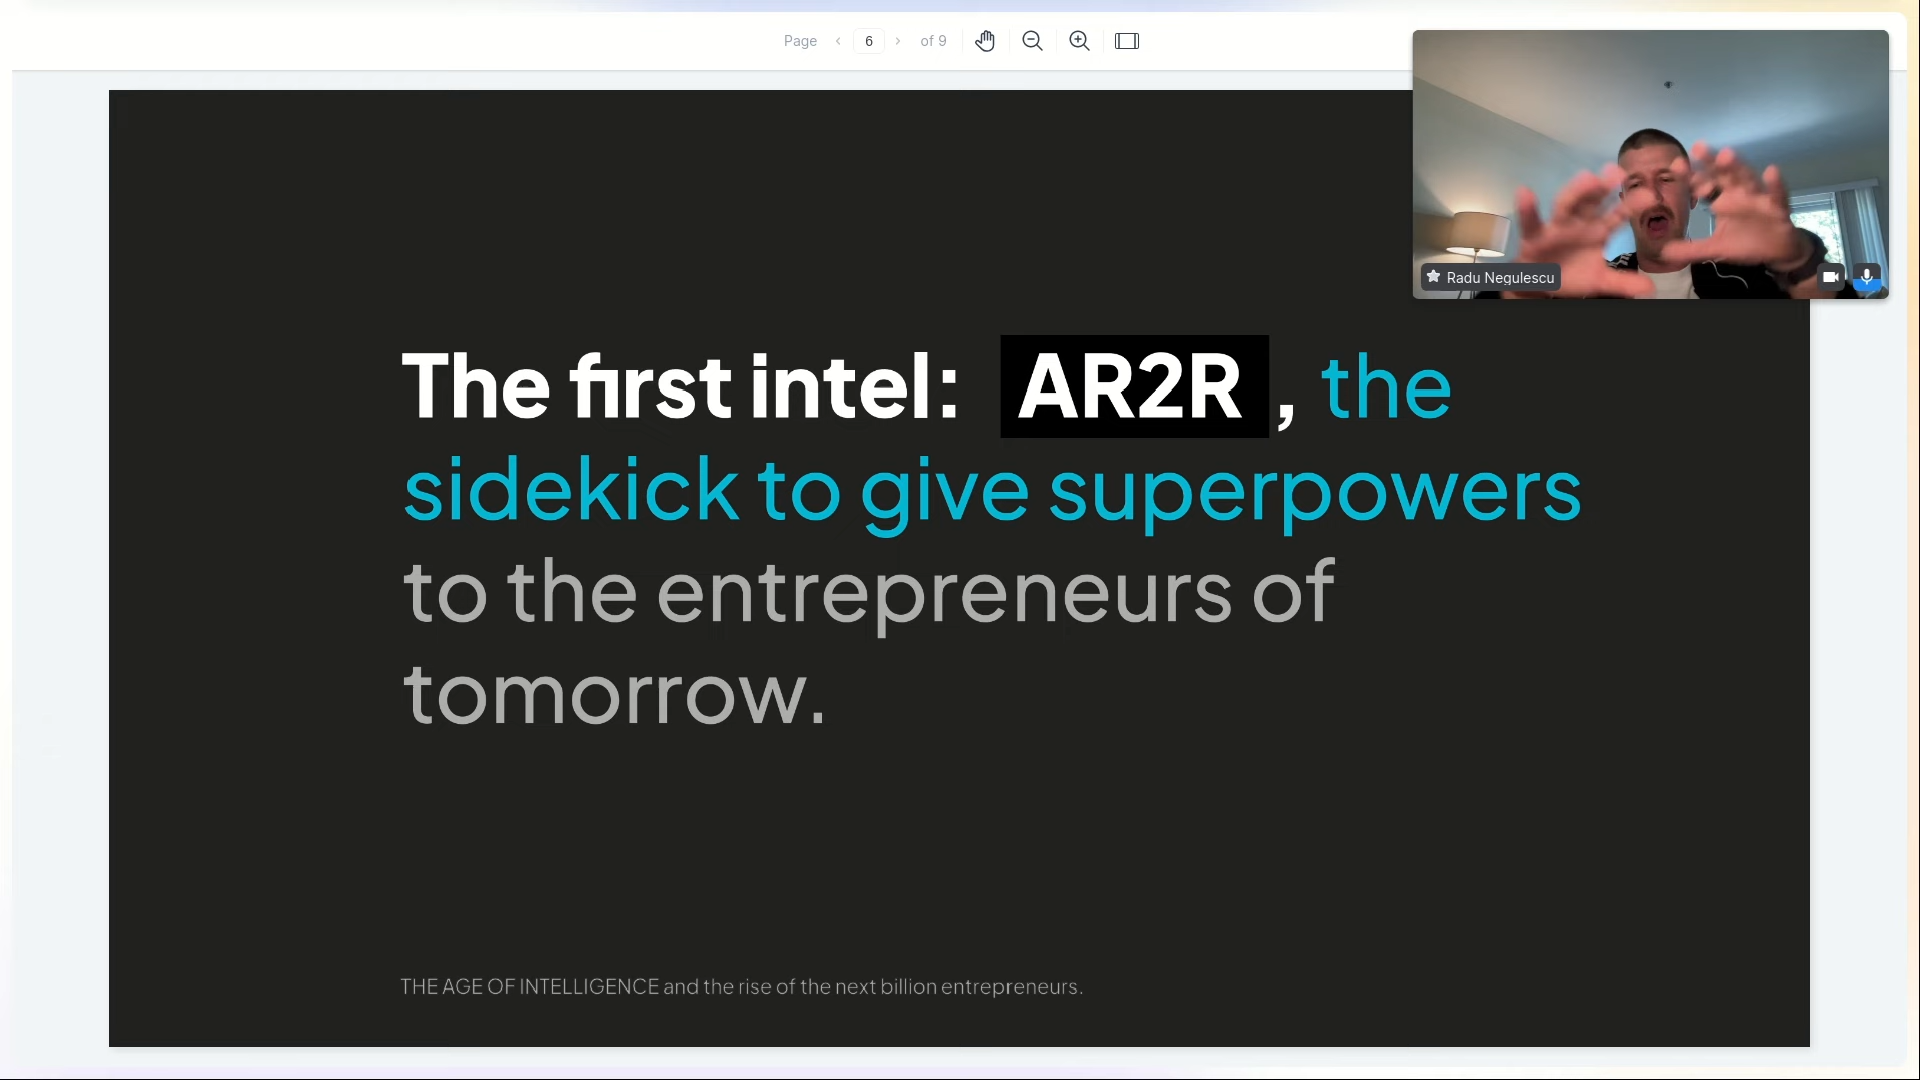 Page 6 of 9
Radu Negulescu
The first intel: AR2R, the
sidekick to give superpowers
to the entrepreneurs of
tomorrow.
THE AGE OF INTELLIGENCE and the rise of the next billion entrepreneurs.